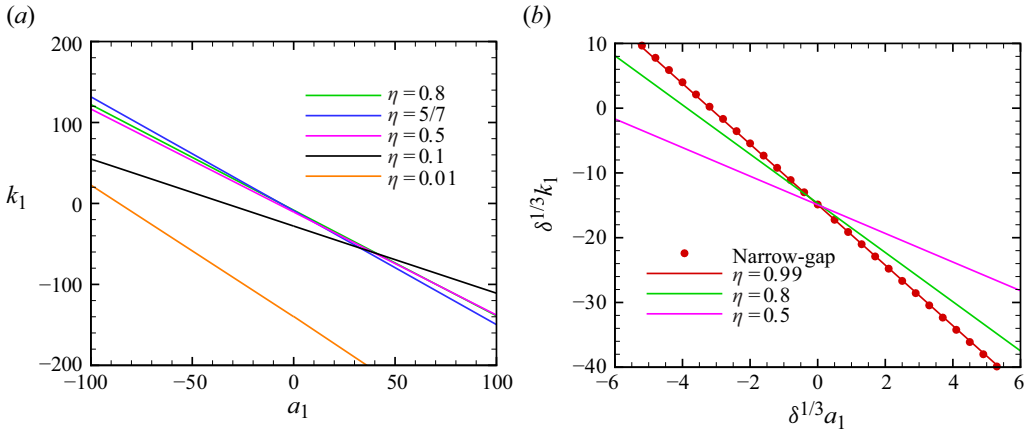 (a)
200
100
0
−100
−200
k₁
η = 0.8
η = 5/7
η = 0.5
η = 0.1
η = 0.01
−100
−50
0
50
100
a₁
(b)
10
0
−10
−20
−30
−40
δ¹/³k₁
Narrow-gap
η = 0.99
η = 0.8
η = 0.5
−6
−4
−2
0
2
4
6
δ¹/³a₁